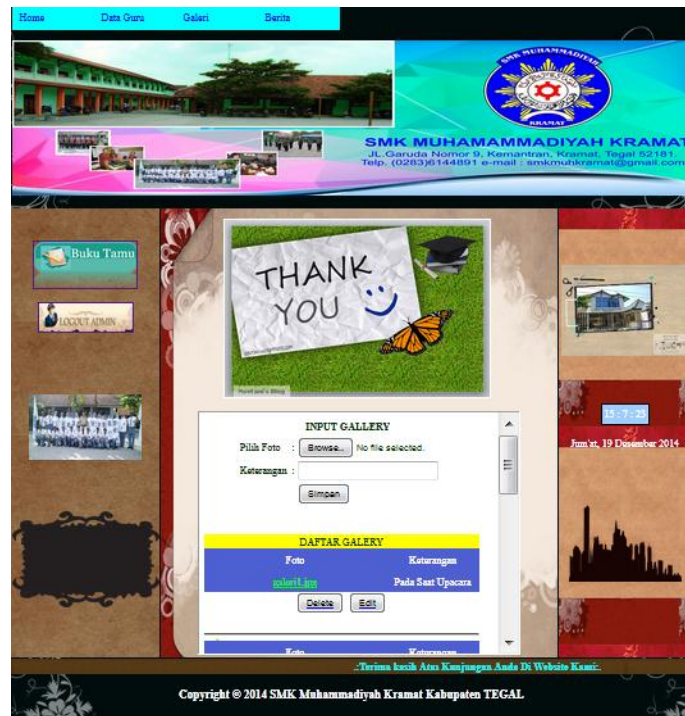 Home Data Guru Galeri Berita
SMK MUHAMMADIYAH
KRAMAT
SMK MUHAMAMMADIYAH KRAMAT
JL. Garuda Nomor 9, Kemantran, Kramat, Tegal 52181.
Telp. (0283)6144891 e-mail : smkmuhkramat@gmail.com
Buku Tamu
LOGOUT ADMIN
THANK
YOU
INPUT GALLERY
Pilih Foto : Browse... No file selected.
Keterangan :
Simpan
DAFTAR GALERY
Foto Keterangan
galeri1.jpg Pada Saat Upacara
Delete Edit
Foto Keterangan
15 : 7 : 23
Jum'at, 19 Desember 2014
.:Terima kasih Atas Kunjungan Anda Di Website Kami:.
Copyright © 2014 SMK Muhammadiyah Kramat Kabupaten TEGAL